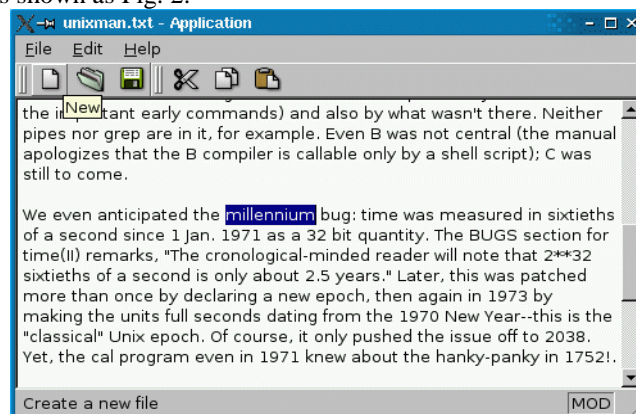 s shown as Fig. 2.
unixman.txt - Application
File Edit Help
New
the important early commands) and also by what wasn't there. Neither
pipes nor grep are in it, for example. Even B was not central (the manual
apologizes that the B compiler is callable only by a shell script); C was
still to come.
We even anticipated the millennium bug: time was measured in sixtieths
of a second since 1 Jan. 1971 as a 32 bit quantity. The BUGS section for
time(II) remarks, "The cronological-minded reader will note that 2**32
sixtieths of a second is only about 2.5 years." Later, this was patched
more than once by declaring a new epoch, then again in 1973 by
making the units full seconds dating from the 1970 New Year--this is the
"classical" Unix epoch. Of course, it only pushed the issue off to 2038.
Yet, the cal program even in 1971 knew about the hanky-panky in 1752!.
Create a new file MOD